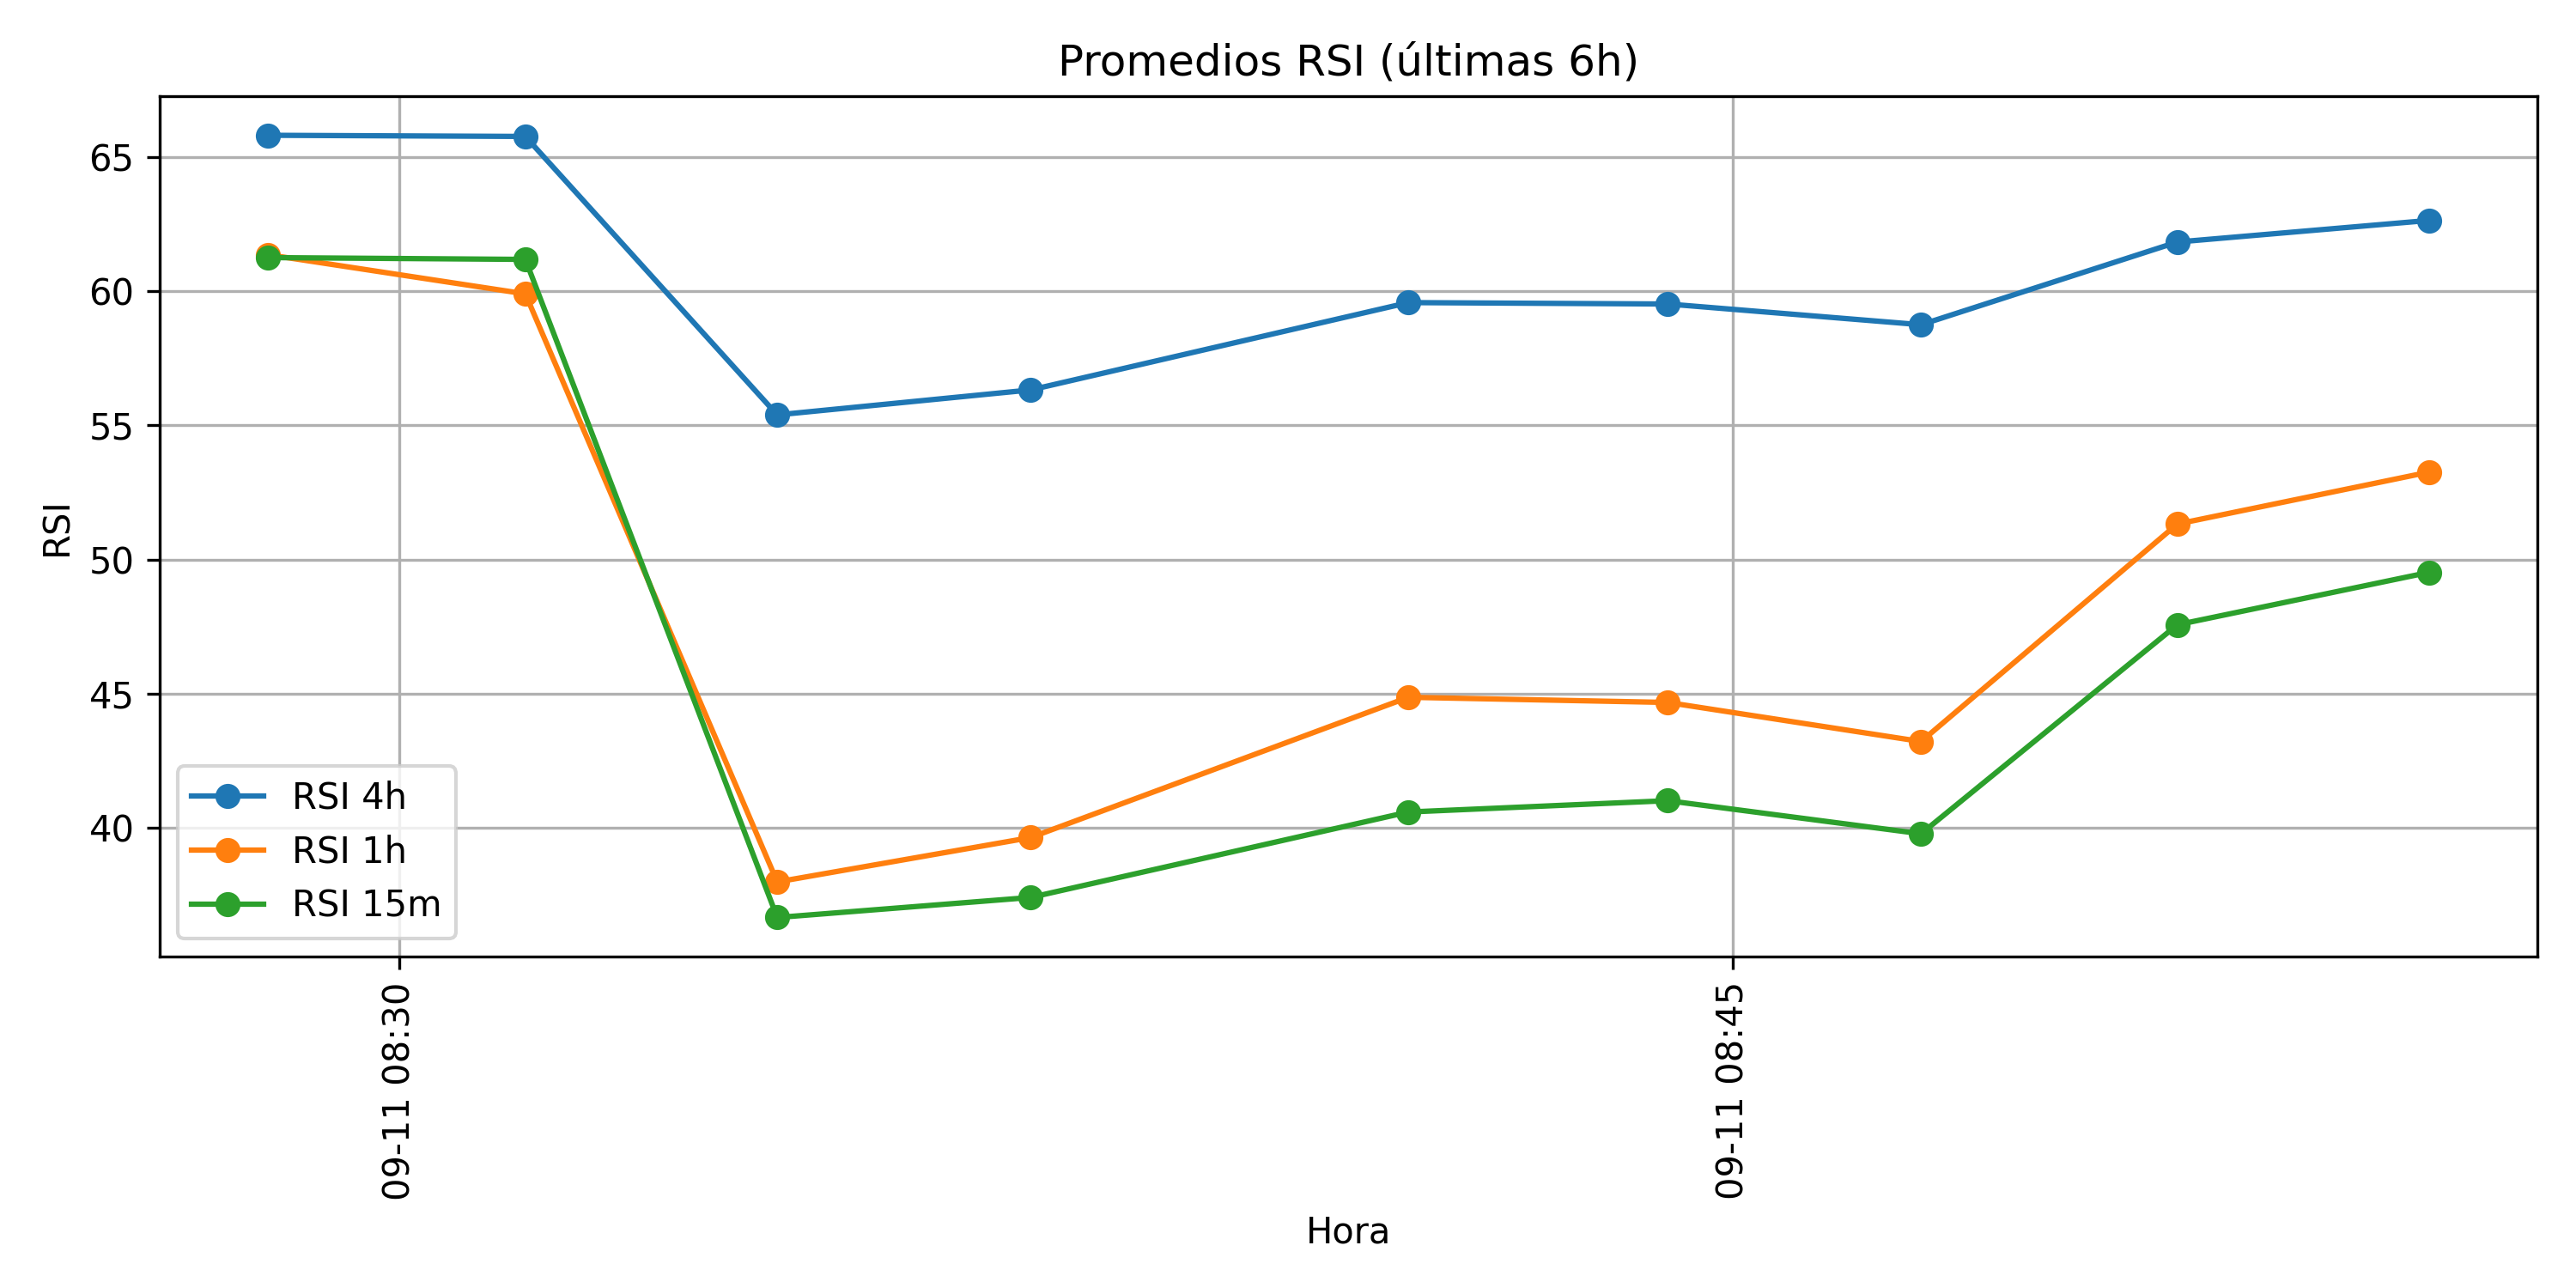 Promedios RSI (últimas 6h)
RSI
65
60
55
50
45
40
RSI 4h
RSI 1h
RSI 15m
09-11 08:30
09-11 08:45
Hora